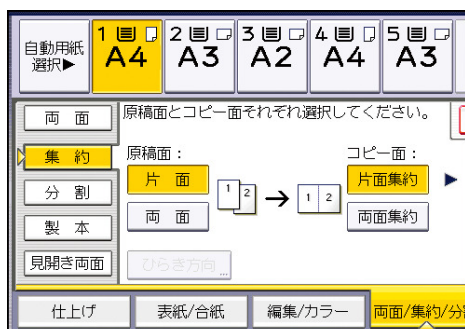 自動用紙
選択▶
1
A4
2
A3
3
A2
4
A4
5
A3
両 面
原稿面とコピー面それぞれ選択してください。
集 約
原稿面：
コピー面：
片 面
1 2 → 1 2
片面集約
分 割
両 面
両面集約
製 本
見開き両面
ひらき方向
仕上げ
表紙/合紙
編集/カラー
両面/集約/分